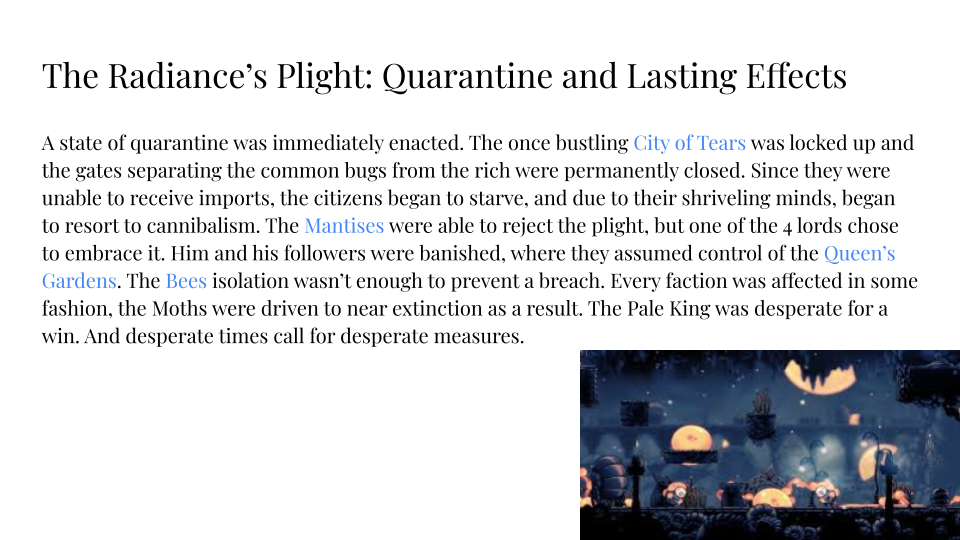 The Radiance’s Plight: Quarantine and Lasting Effects
A state of quarantine was immediately enacted. The once bustling City of Tears was locked up and
the gates separating the common bugs from the rich were permanently closed. Since they were
unable to receive imports, the citizens began to starve, and due to their shriveling minds, began
to resort to cannibalism. The Mantises were able to reject the plight, but one of the 4 lords chose
to embrace it. Him and his followers were banished, where they assumed control of the Queen’s
Gardens. The Bees isolation wasn’t enough to prevent a breach. Every faction was affected in some
fashion, the Moths were driven to near extinction as a result. The Pale King was desperate for a
win. And desperate times call for desperate measures.